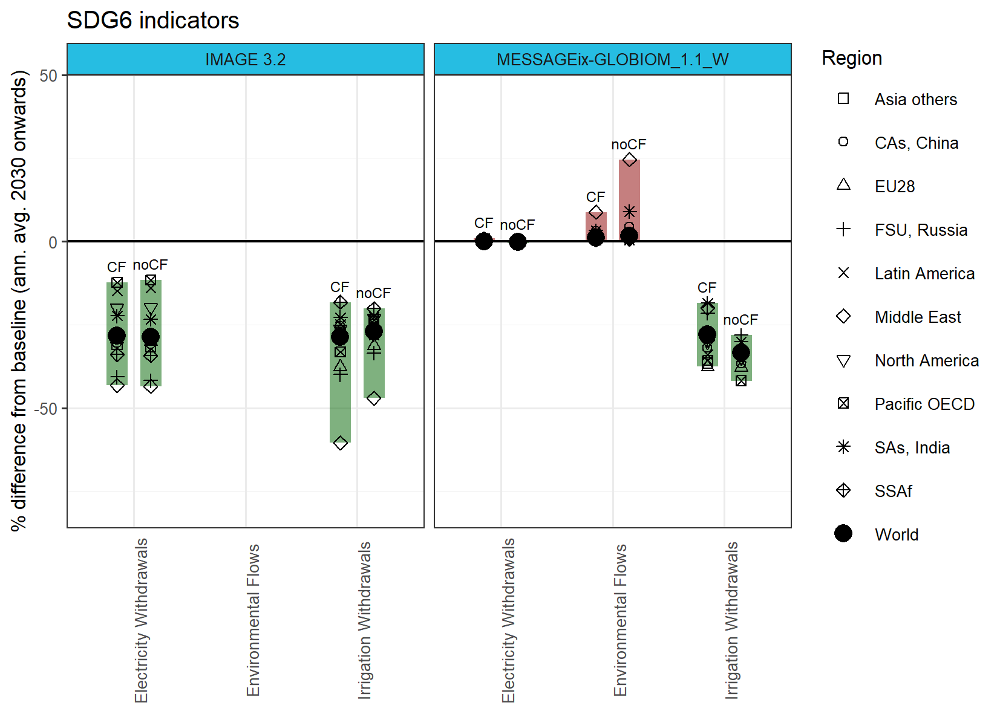 SDG6 indicators
IMAGE 3.2
MESSAGEix-GLOBIOM_1.1_W
% difference from baseline (ann. avg. 2030 onwards)
50
0
-50
CF
noCF
CF
noCF
CF
noCF
CF
noCF
CF
noCF
Electricity Withdrawals
Environmental Flows
Irrigation Withdrawals
Electricity Withdrawals
Environmental Flows
Irrigation Withdrawals
Region
Asia others
CAs, China
EU28
FSU, Russia
Latin America
Middle East
North America
Pacific OECD
SAs, India
SSAf
World